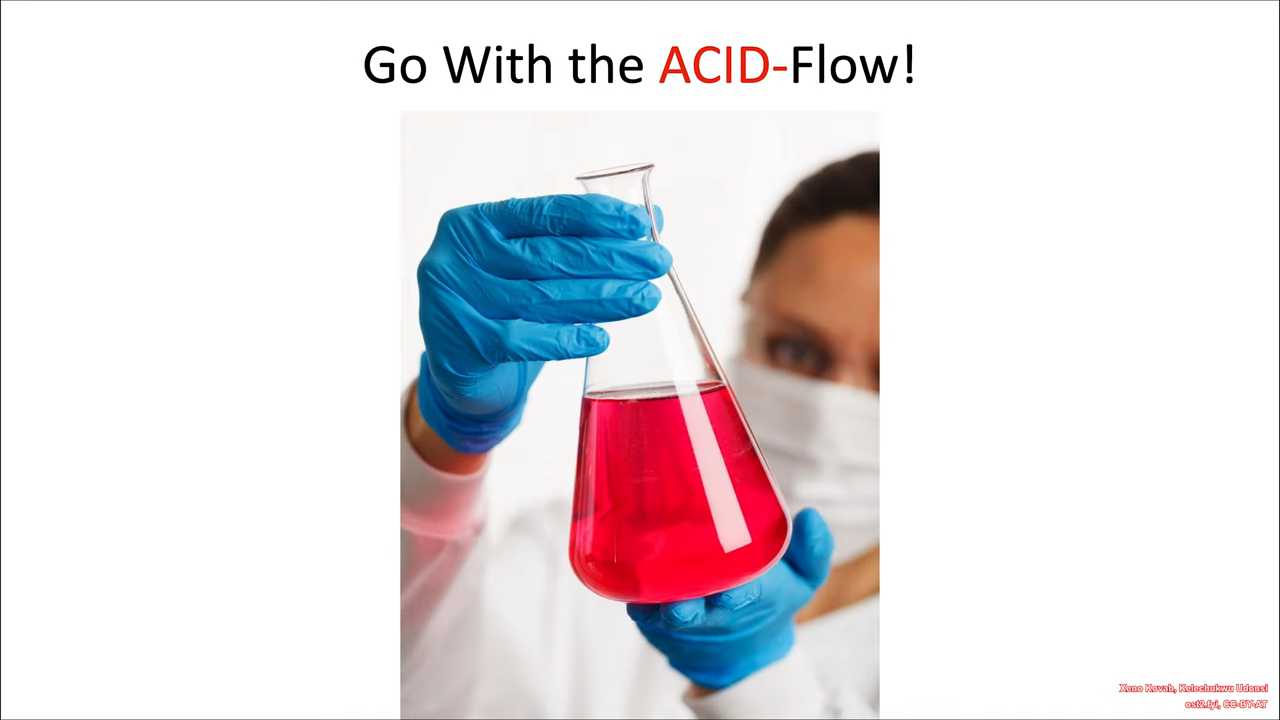 Go With the ACID-Flow!
Xeno Kovah, Kelechukwu Udonsi
ost2.fyi, CC-BY-AT